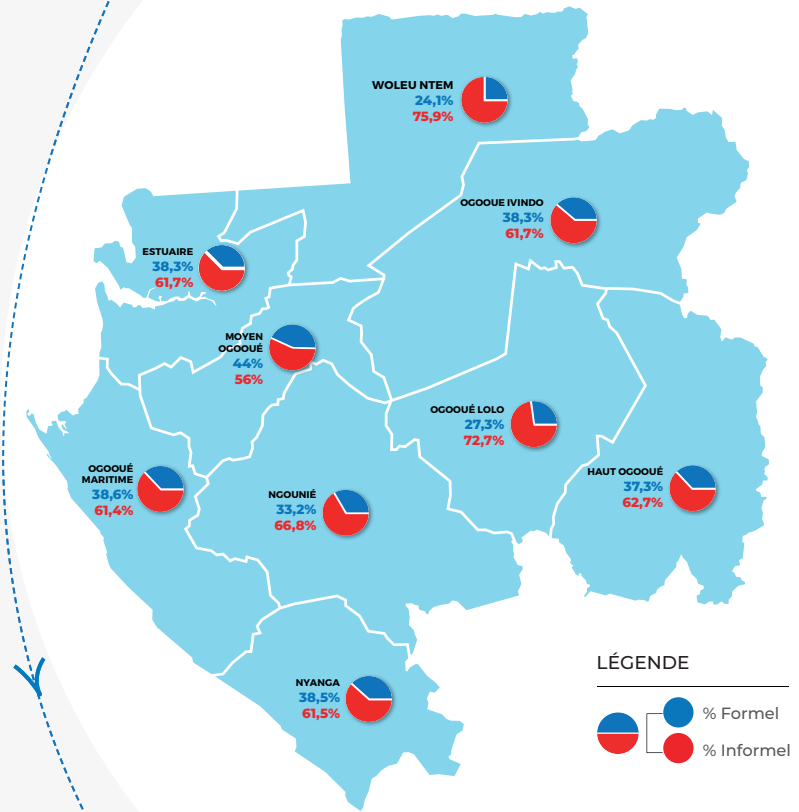 WOLEU NTEM
24,1%
75,9%
OGOOUE IVINDO
38,3%
61,7%
ESTUAIRE
38,3%
61,7%
MOYEN
OGOOUÉ
44%
56%
OGOOUÉ LOLO
27,3%
72,7%
OGOOUÉ
MARITIME
38,6%
61,4%
NGOUNIÉ
33,2%
66,8%
HAUT OGOOUÉ
37,3%
62,7%
NYANGA
38,5%
61,5%
LÉGENDE
% Formel
% Informel